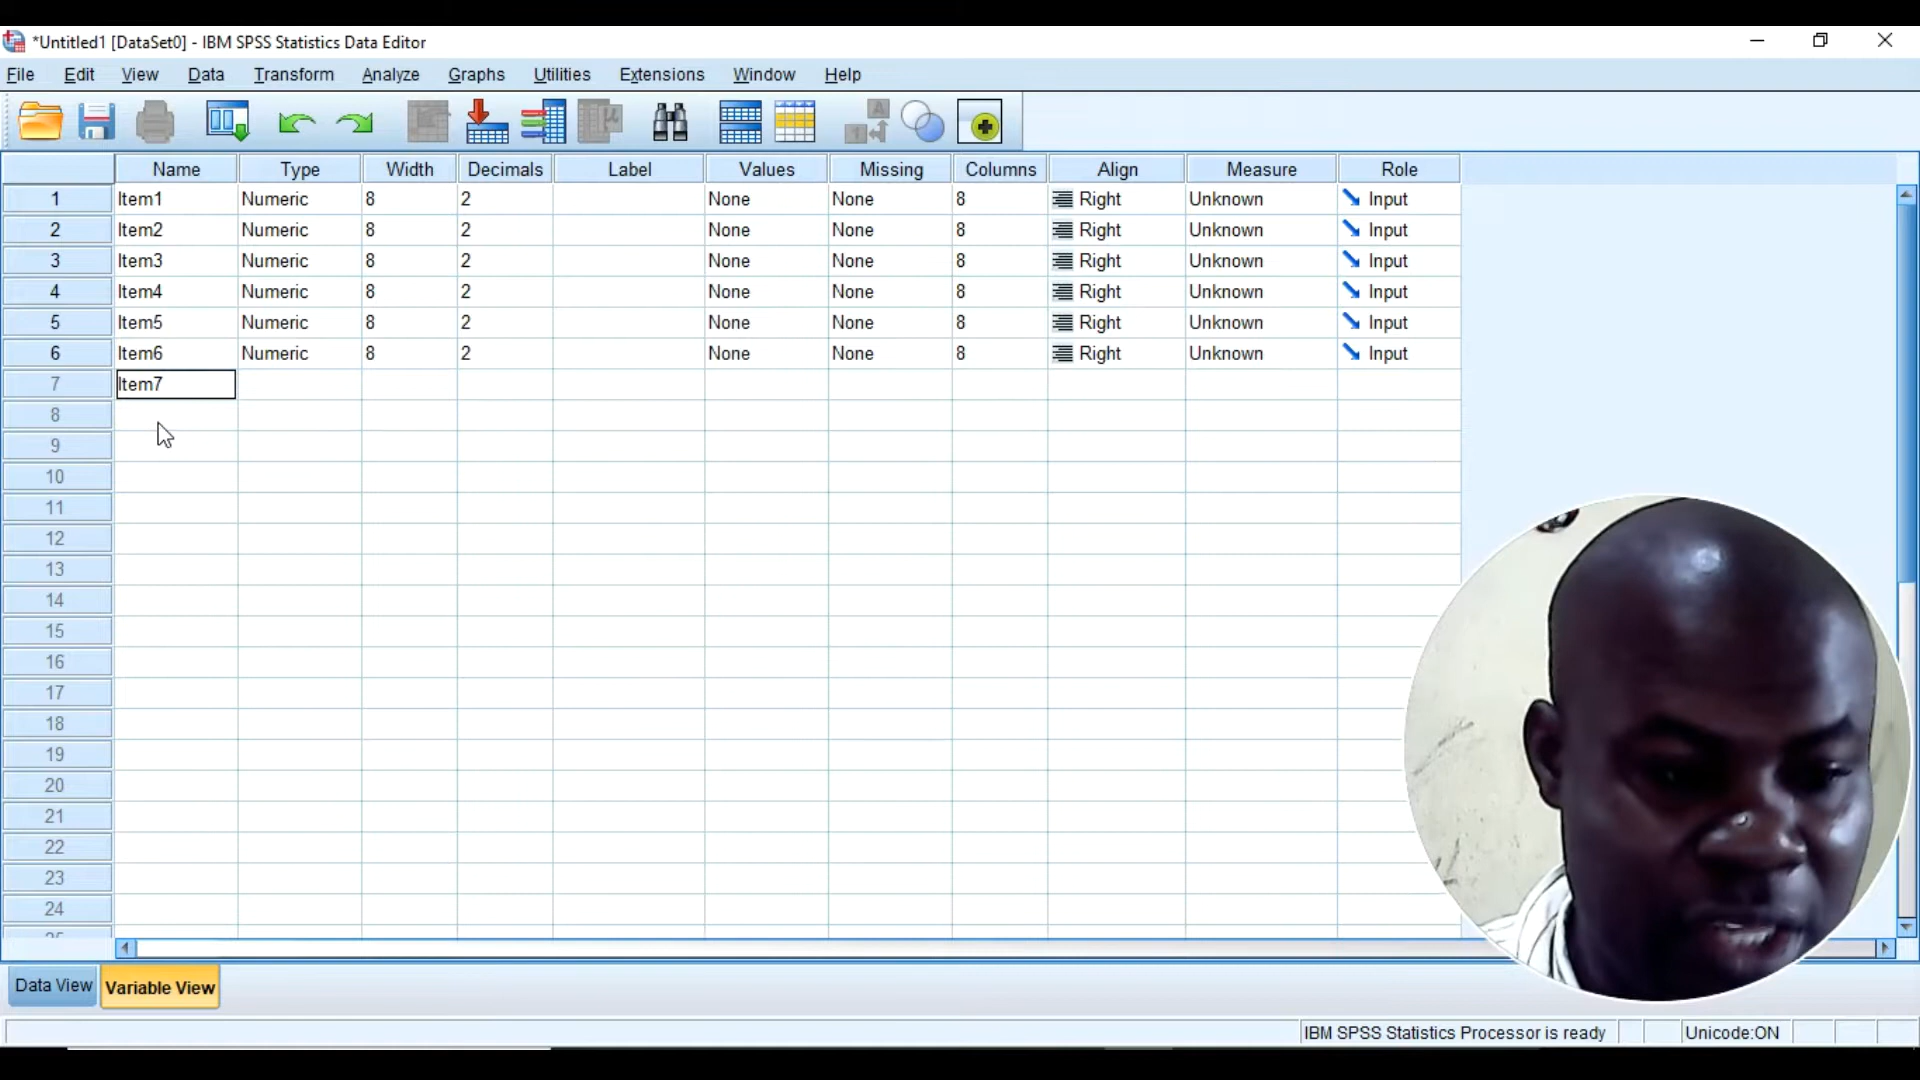 *Untitled1 [DataSet0] - IBM SPSS Statistics Data Editor
File Edit View Data Transform Analyze Graphs Utilities Extensions Window Help
Name Type Width Decimals Label Values Missing Columns Align Measure Role
1 Item1 Numeric 8 2 None None 8 Right Unknown Input
2 Item2 Numeric 8 2 None None 8 Right Unknown Input
3 Item3 Numeric 8 2 None None 8 Right Unknown Input
4 Item4 Numeric 8 2 None None 8 Right Unknown Input
5 Item5 Numeric 8 2 None None 8 Right Unknown Input
6 Item6 Numeric 8 2 None None 8 Right Unknown Input
7 Item7
8
9
10
11
12
13
14
15
16
17
18
19
20
21
22
23
24
Data View Variable View
IBM SPSS Statistics Processor is ready Unicode:ON